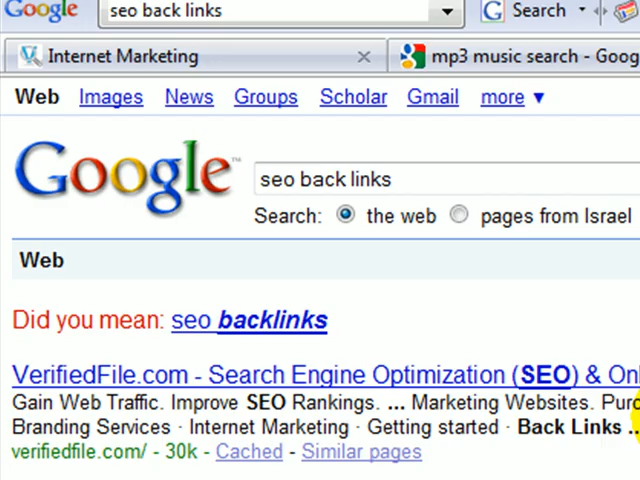 Google seo back links Search
Internet Marketing mp3 music search - Goog
Web Images News Groups Scholar Gmail more ▼
Google™ seo back links
Search: the web pages from Israel
Web
Did you mean: seo backlinks
VerifiedFile.com - Search Engine Optimization (SEO) & Onl
Gain Web Traffic. Improve SEO Rankings. ... Marketing Websites. Purc
Branding Services · Internet Marketing · Getting started · Back Links ...
verifiedfile.com/ - 30k - Cached - Similar pages